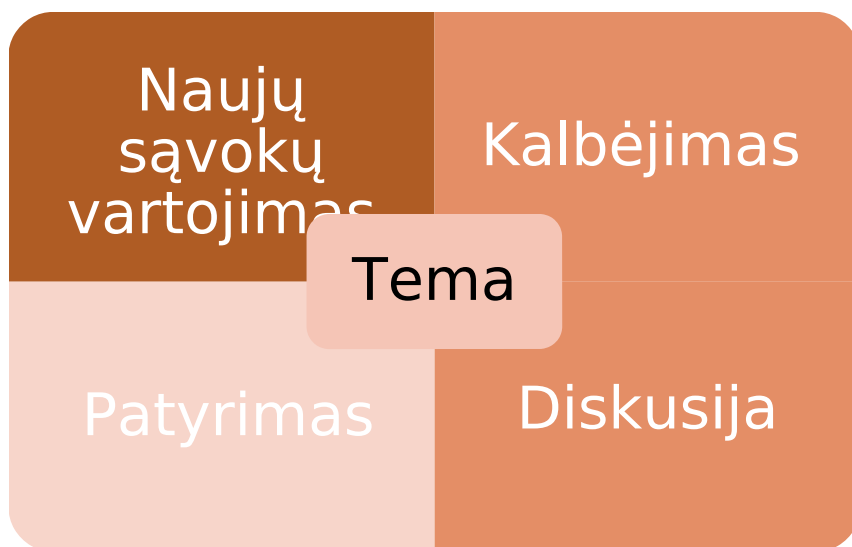 Naujų
sąvokų
vartojimas
Kalbėjimas
Tema
Patyrimas
Diskusija